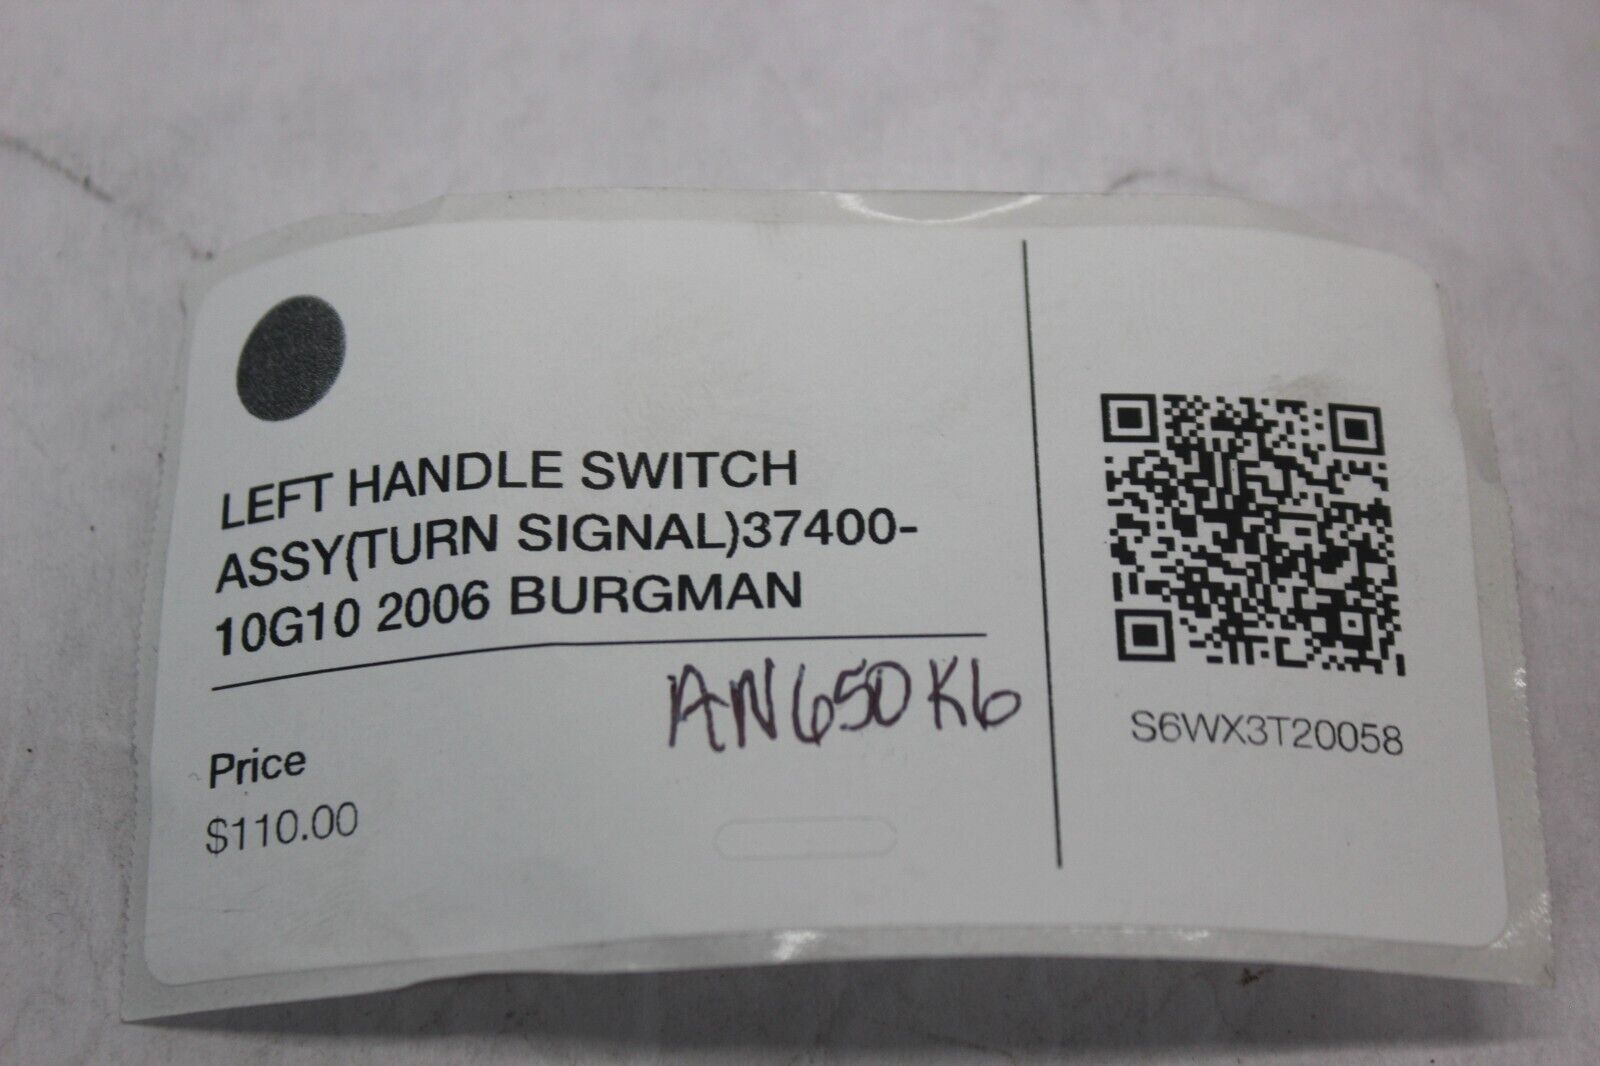 LEFT HANDLE SWITCH
ASSY(TURN SIGNAL)37400-
10G10 2006 BURGMAN
AN650K6
Price
$110.00
S6WX3T20058